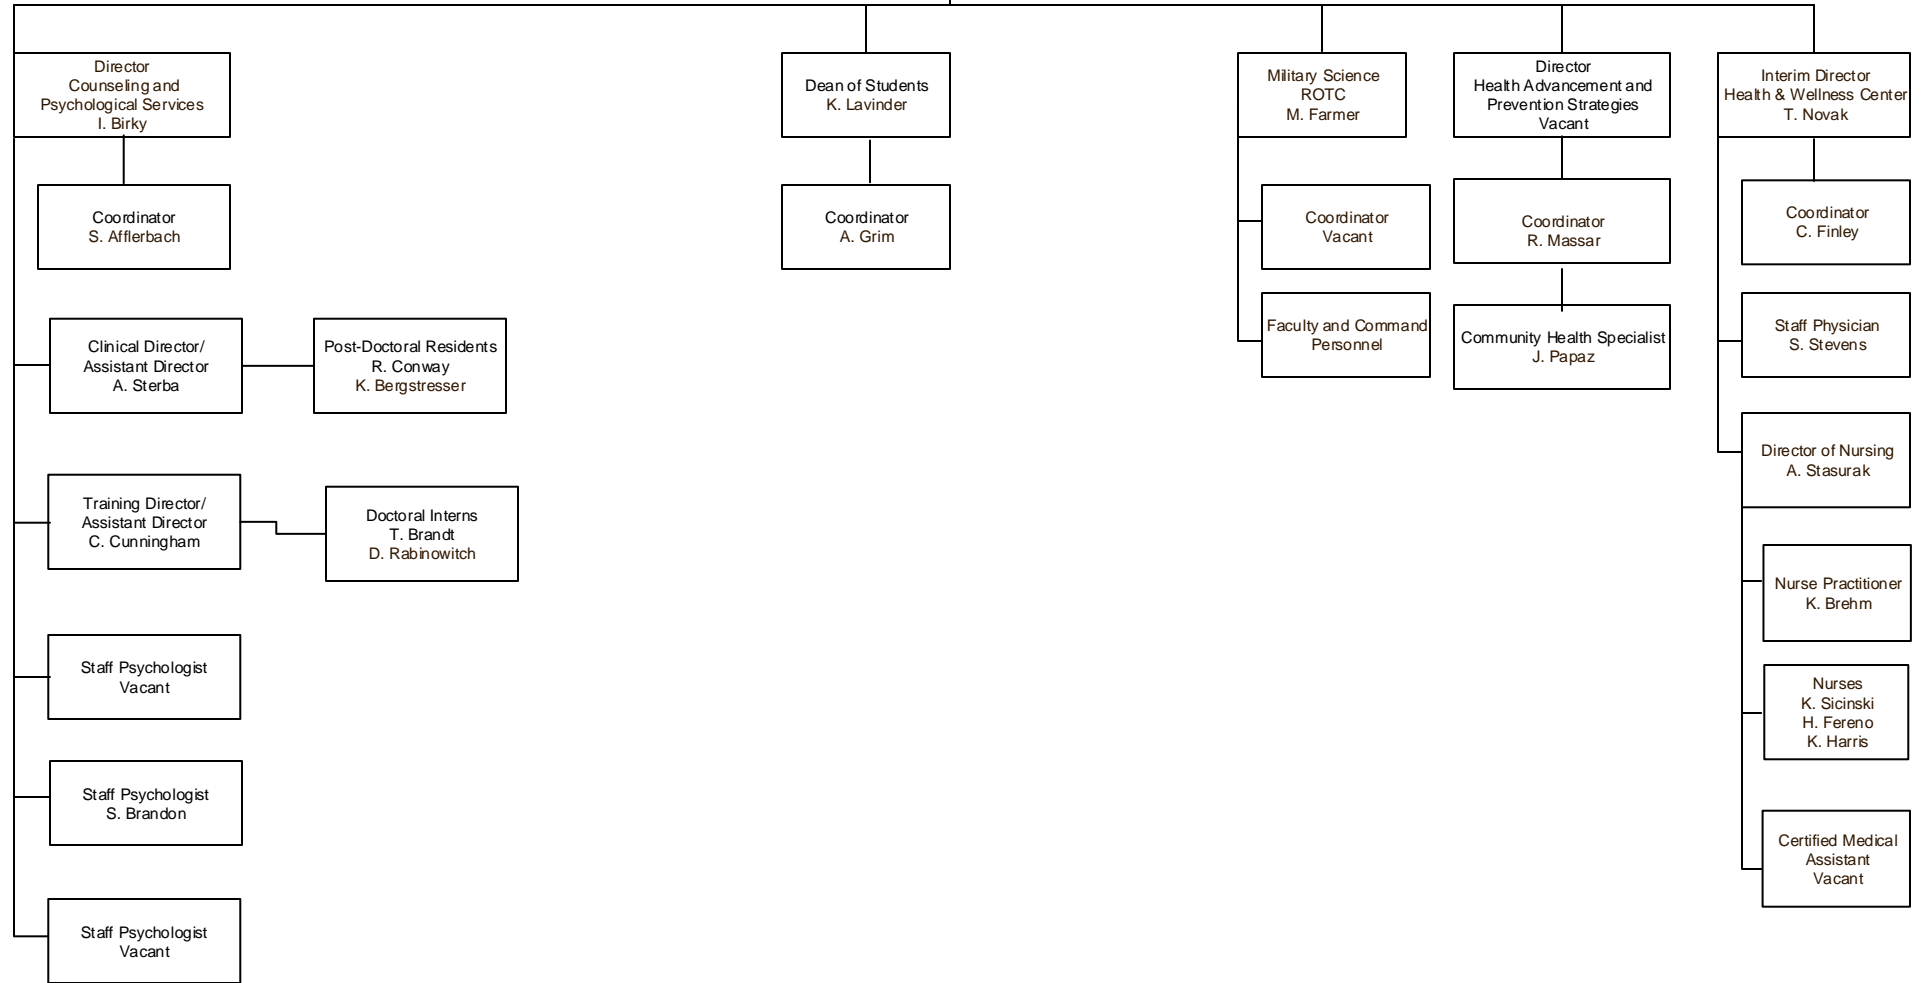 Director
Counseling and
Psychological Services
I. Birky
Coordinator
S. Afflerbach
Clinical Director/
Assistant Director
A. Sterba
Post-Doctoral Residents
R. Conway
K. Bergstresser
Training Director/
Assistant Director
C. Cunningham
Doctoral Interns
T. Brandt
D. Rabinowitch
Staff Psychologist
Vacant
Staff Psychologist
S. Brandon
Staff Psychologist
Vacant
Dean of Students
K. Lavinder
Coordinator
A. Grim
Military Science
ROTC
M. Farmer
Coordinator
Vacant
Faculty and Command
Personnel
Director
Health Advancement and
Prevention Strategies
Vacant
Coordinator
R. Massar
Community Health Specialist
J. Papaz
Interim Director
Health & Wellness Center
T. Novak
Coordinator
C. Finley
Staff Physician
S. Stevens
Director of Nursing
A. Stasurak
Nurse Practitioner
K. Brehm
Nurses
K. Sicinski
H. Fereno
K. Harris
Certified Medical
Assistant
Vacant